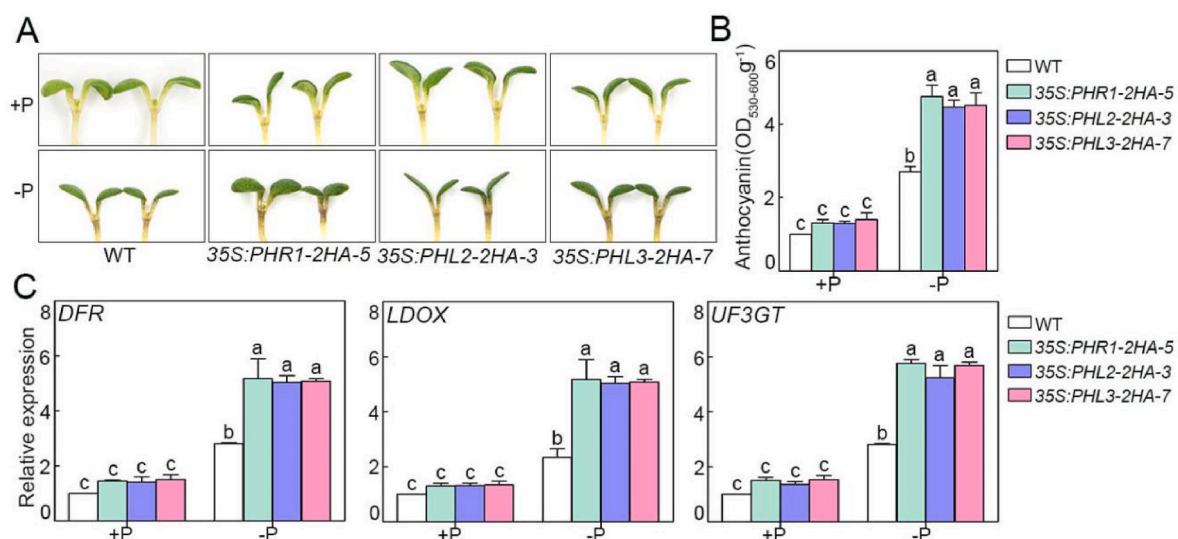 A
+P
-P
WT
35S:PHR1-2HA-5
35S:PHL2-2HA-3
35S:PHL3-2HA-7
B
Anthocyanin(OD530-600g-1)
6
4
2
0
c
c
c
c
b
a
a
a
+P
-P
WT
35S:PHR1-2HA-5
35S:PHL2-2HA-3
35S:PHL3-2HA-7
C
Relative expression
DFR
8
6
4
2
0
c
c
c
c
b
a
a
a
+P
-P
LDOX
8
6
4
2
0
c
c
c
c
b
a
a
a
+P
-P
UF3GT
8
6
4
2
0
c
c
c
c
b
a
a
a
+P
-P
WT
35S:PHR1-2HA-5
35S:PHL2-2HA-3
35S:PHL3-2HA-7